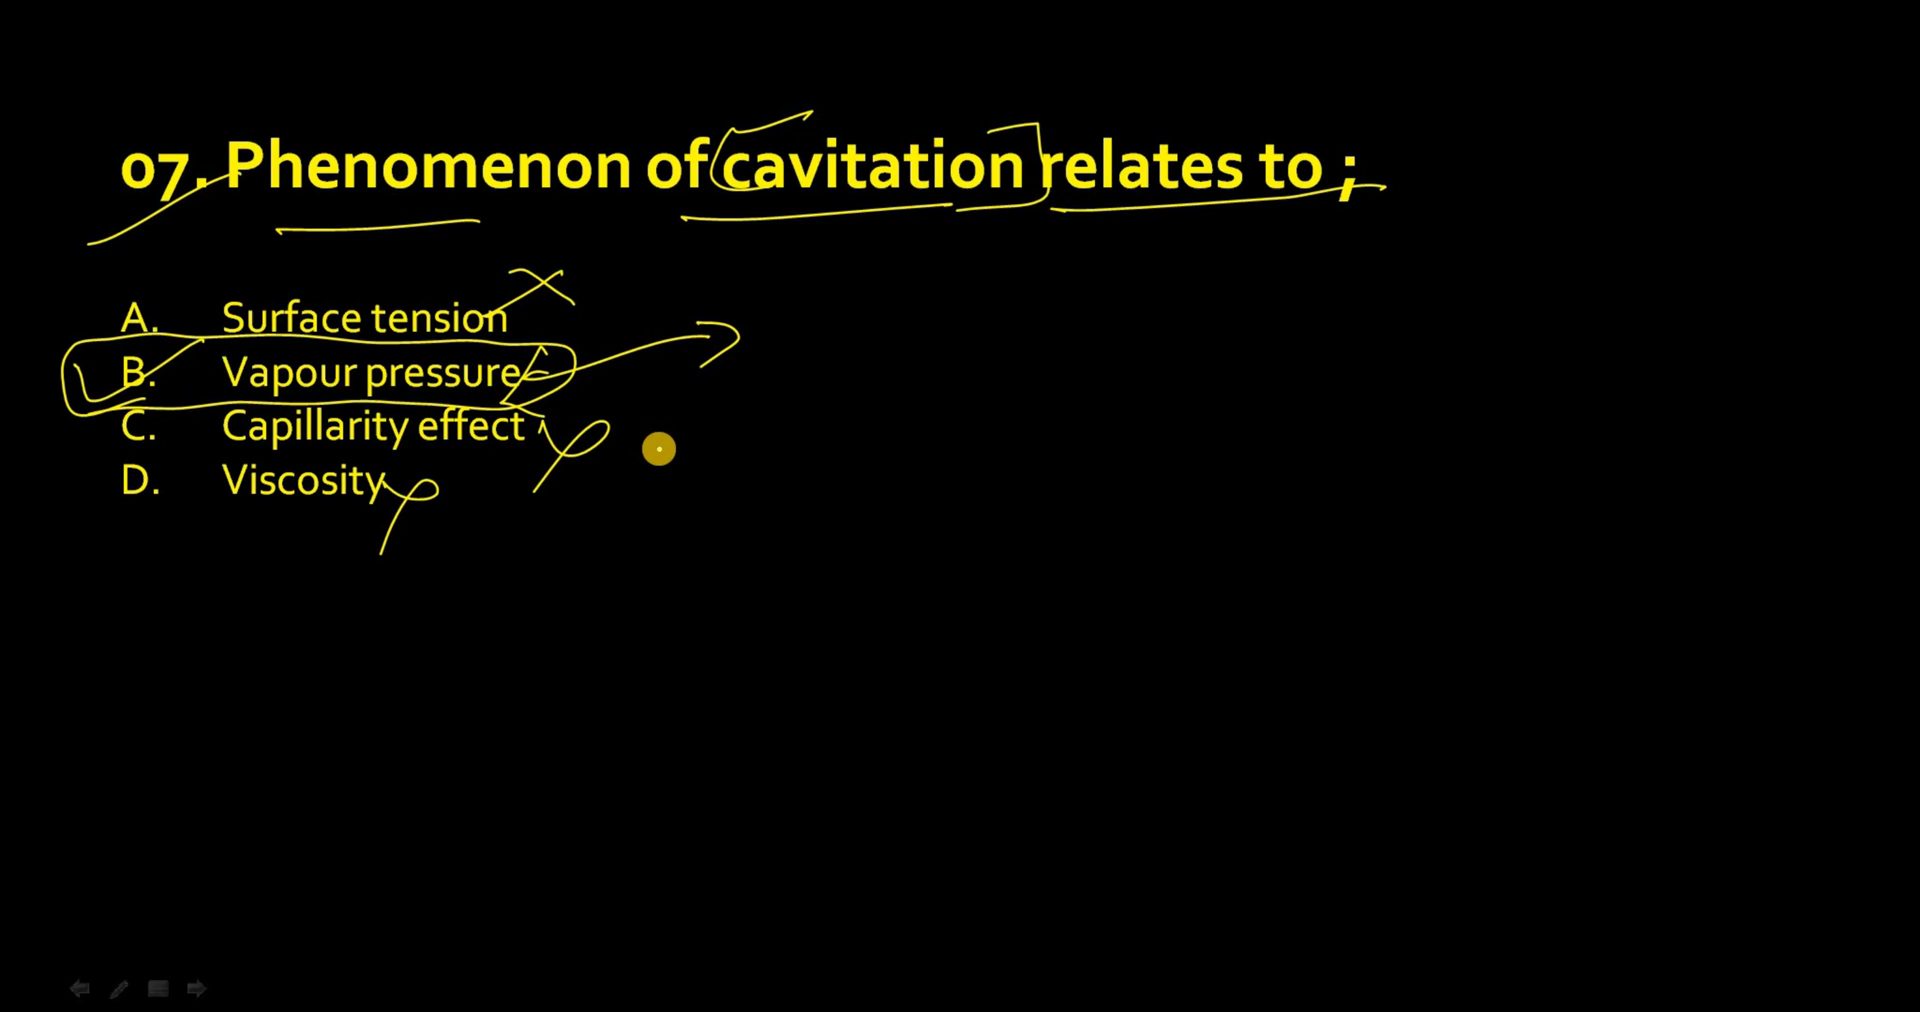 07. Phenomenon of cavitation relates to ;
A. Surface tension
B. Vapour pressure
C. Capillarity effect
D. Viscosity